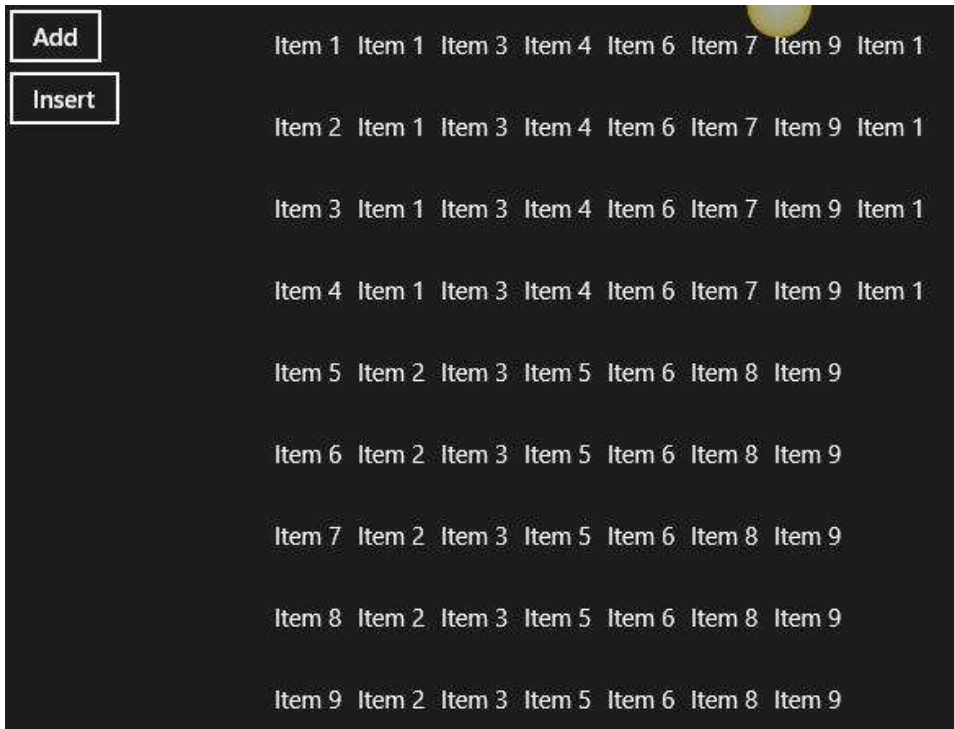 Add
Insert
Item 1 Item 1 Item 3 Item 4 Item 6 Item 7 Item 9 Item 1
Item 2 Item 1 Item 3 Item 4 Item 6 Item 7 Item 9 Item 1
Item 3 Item 1 Item 3 Item 4 Item 6 Item 7 Item 9 Item 1
Item 4 Item 1 Item 3 Item 4 Item 6 Item 7 Item 9 Item 1
Item 5 Item 2 Item 3 Item 5 Item 6 Item 8 Item 9
Item 6 Item 2 Item 3 Item 5 Item 6 Item 8 Item 9
Item 7 Item 2 Item 3 Item 5 Item 6 Item 8 Item 9
Item 8 Item 2 Item 3 Item 5 Item 6 Item 8 Item 9
Item 9 Item 2 Item 3 Item 5 Item 6 Item 8 Item 9